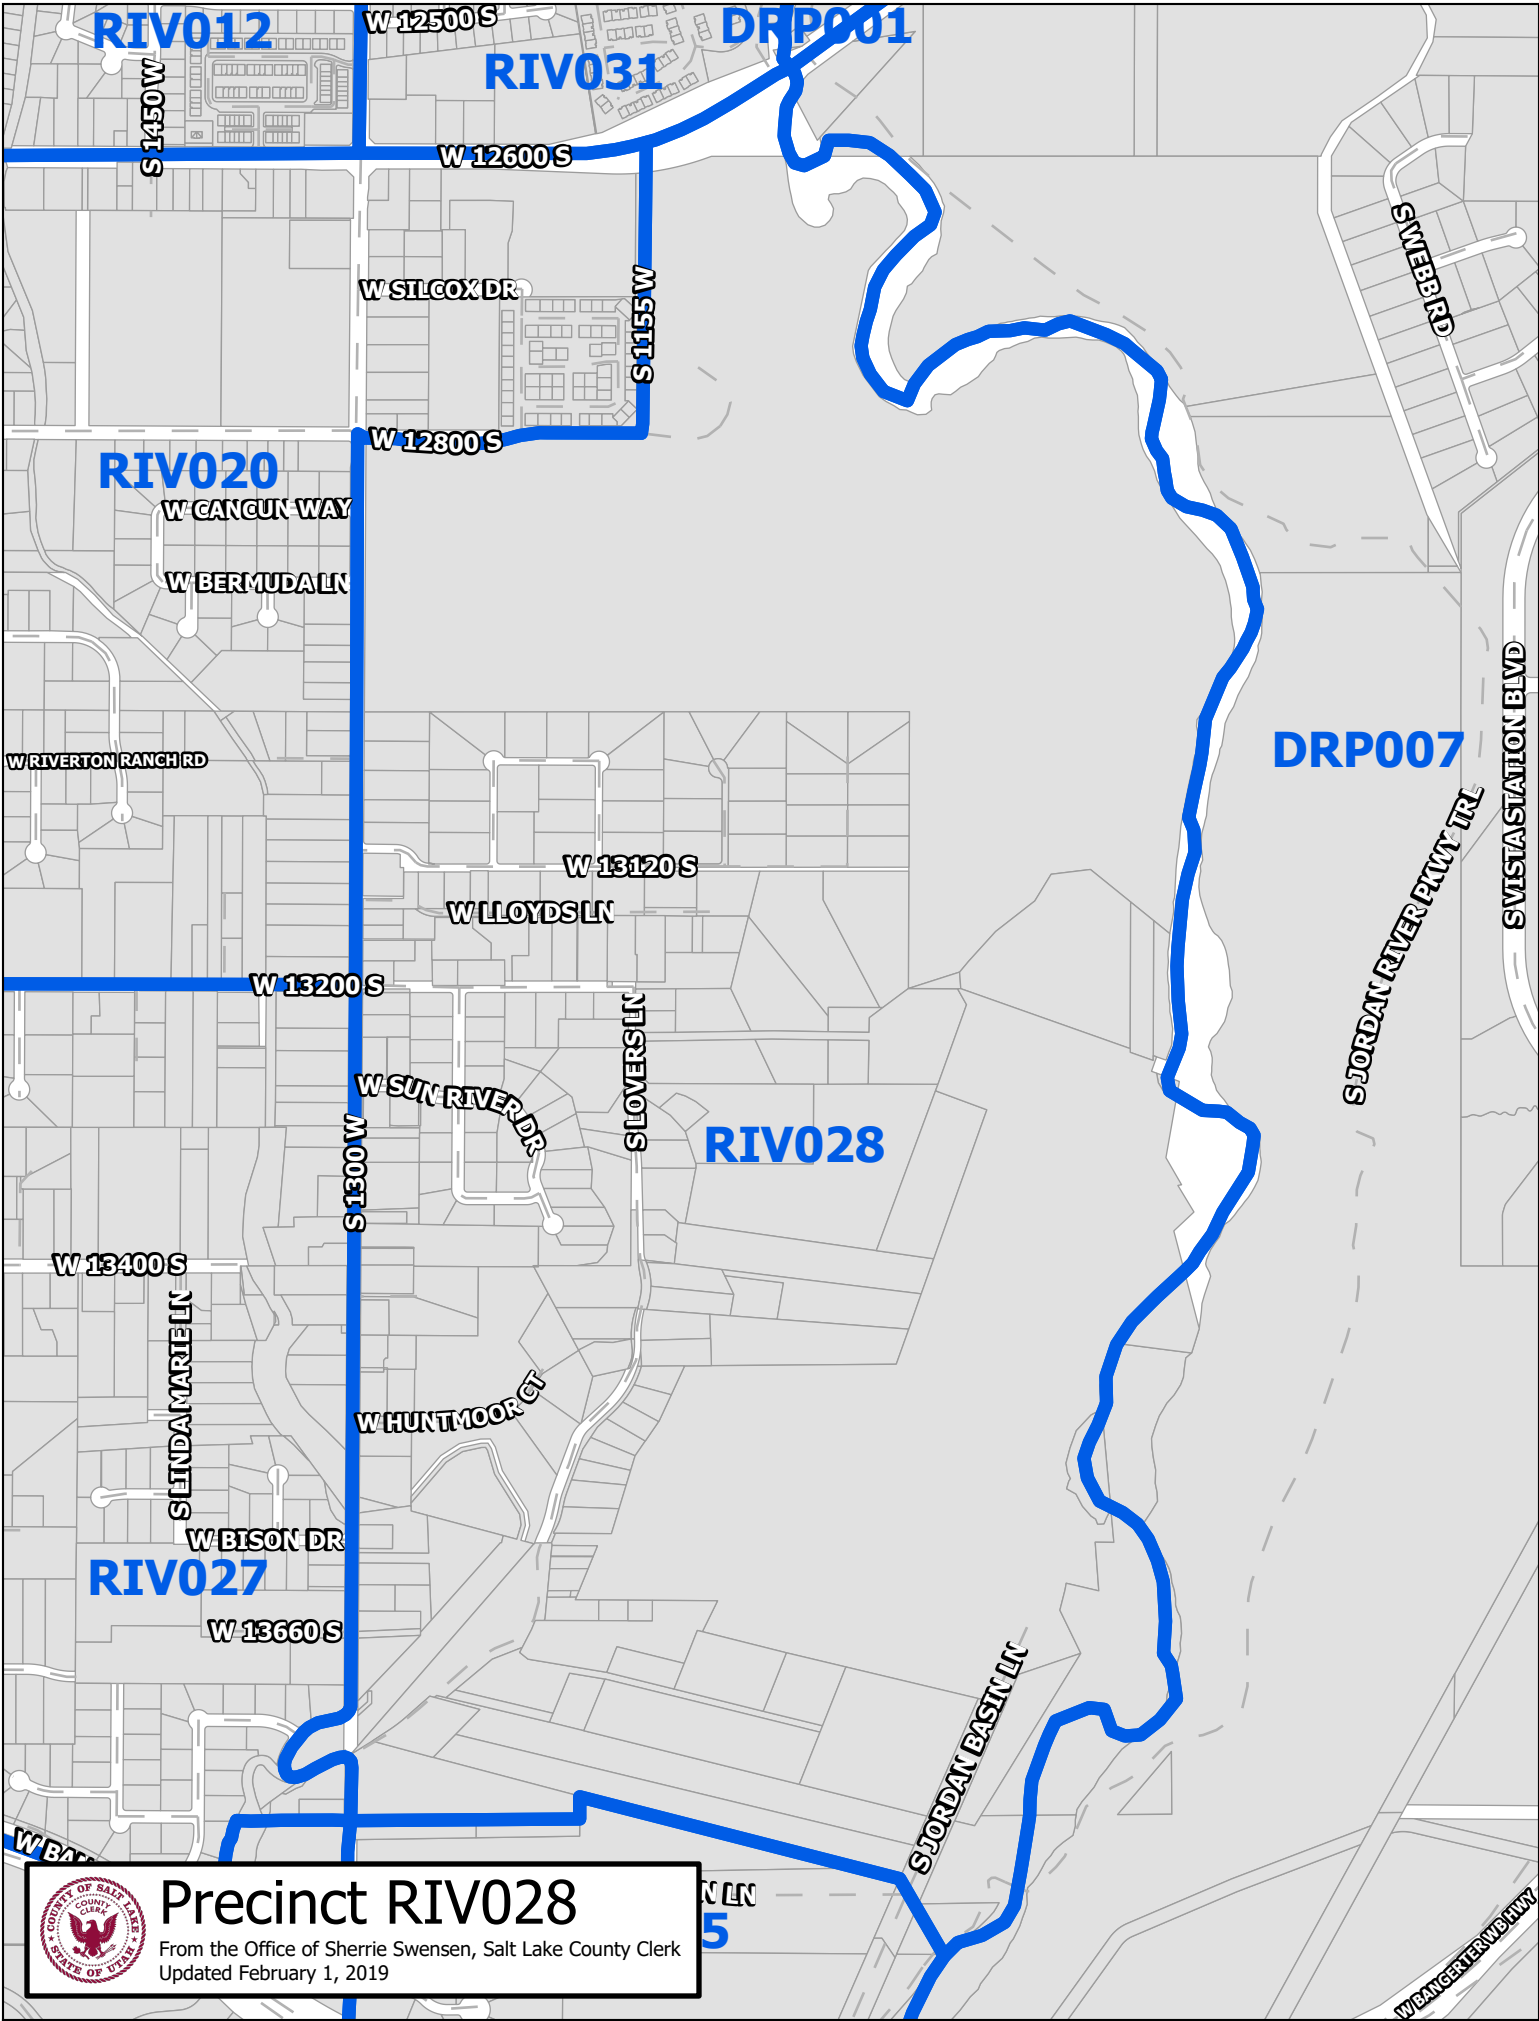 W 12500 S
RIV012
DRP001
RIV031
S 1450 W
W 12600 S
S WEBB RD
W SILCOX DR
S 1155 W
W 12800 S
RIV020
W CANCUN WAY
W BERMUDA LN
S VISTA STATION BLVD
DRP007
W RIVERTON RANCH RD
S JORDAN RIVER PKWY TRL
W 13120 S
W LLOYDS LN
W 13200 S
S LOVERS LN
W SUN RIVER DR
S 1300 W
RIV028
W 13400 S
S LINDA MARIE LN
W HUNTMOOR CT
W BISON DR
RIV027
W 13660 S
S JORDAN BASIN LN
W BAN
N LN
5
W BANGERTER WB HWY
COUNTY OF SALT LAKE
COUNTY
CLERK
STATE OF UTAH
Precinct RIV028
From the Office of Sherrie Swensen, Salt Lake County Clerk
Updated February 1, 2019